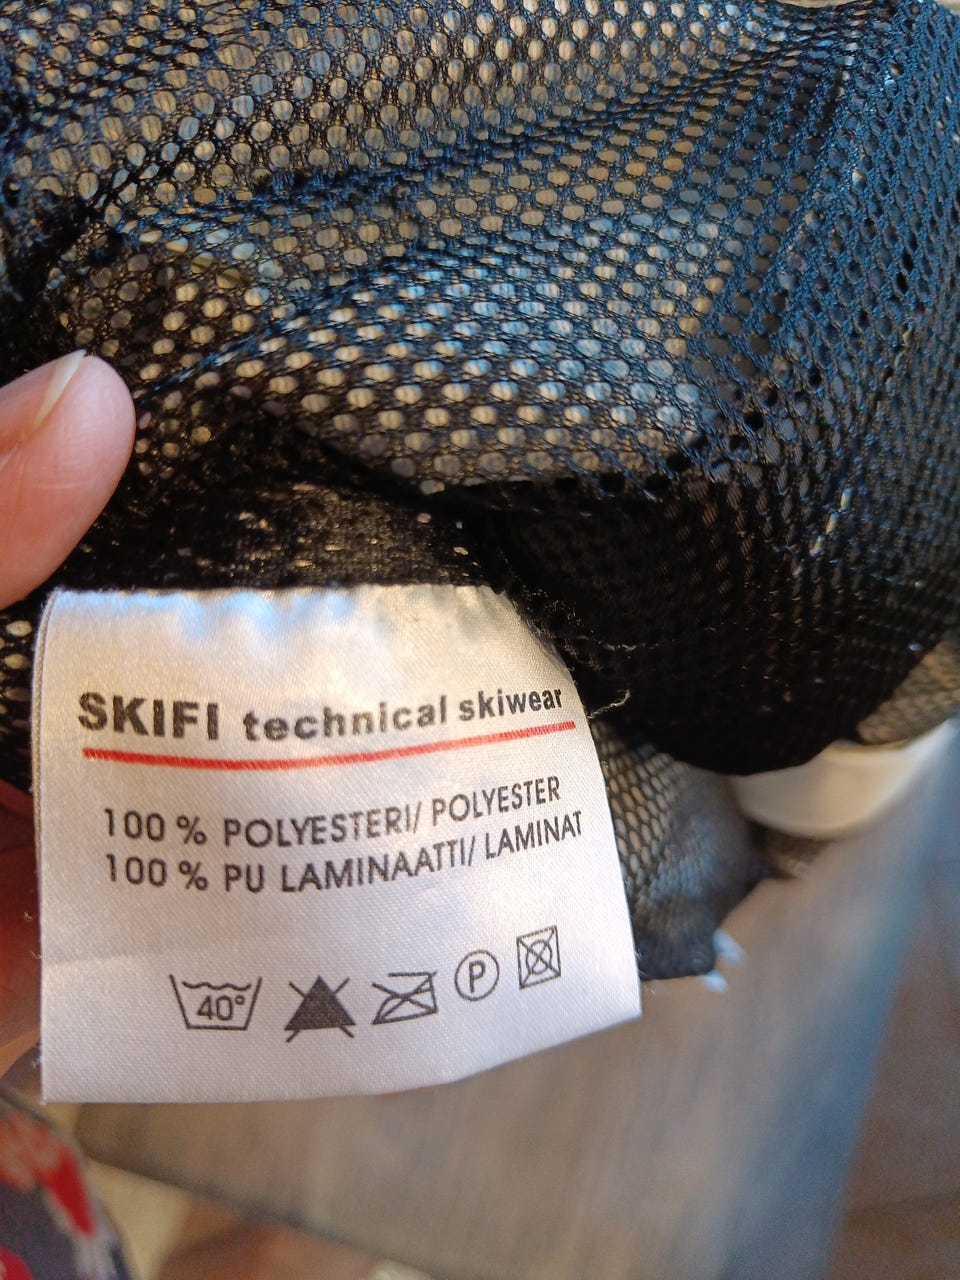 SKIFI technical skiwear
100 % POLYESTERI/ POLYESTER
100 % PU LAMINAATTI/ LAMINAT
40° P